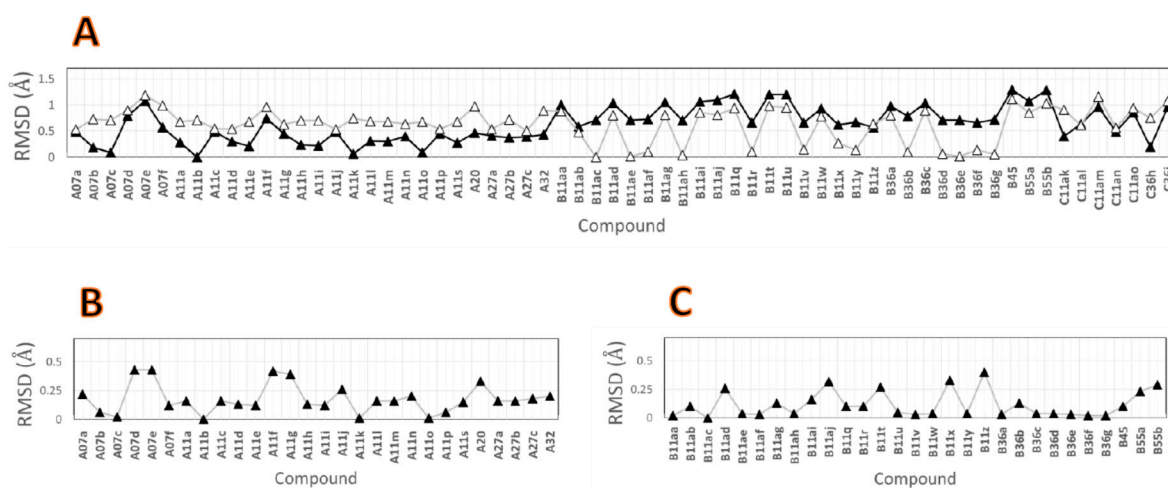 A
RMSD (Å)
1.5
1
0.5
0
A07a A07b A07c A07d A07e A07f A11a A11b A11c A11d A11e A11f A11g A11h A11i A11j A11k A11l A11m A11n A11o A11p A11s A20 A27a A27b A27c A32 B11aa B11ab B11ac B11ad B11ae B11af B11ag B11ah B11ai B11aj B11q B11r B11t B11u B11v B11w B11x B11y B11z B36a B36b B36c B36d B36e B36f B36g B45 B55a B55b C11ak C11al C11am C11an C11ao C36h
Compound
B
RMSD (Å)
0.5
0.25
0
A07a A07b A07c A07d A07e A07f A11a A11b A11c A11d A11e A11f A11g A11h A11i A11j A11k A11l A11m A11n A11o A11p A11s A20 A27a A27b A27c A32
Compound
C
RMSD (Å)
0.5
0.25
0
B11aa B11ab B11ac B11ad B11ae B11af B11ag B11ah B11ai B11aj B11q B11r B11t B11u B11v B11w B11x B11y B11z B36a B36b B36c B36d B36e B36f B36g B45 B55a B55b
Compound